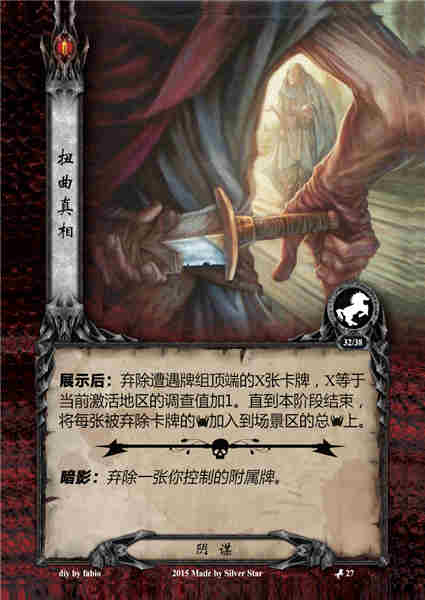 扭曲真相
32/38
展示后：弃除遭遇牌组顶端的X张卡牌，X等于
当前激活地区的调查值加1。直到本阶段结束，
将每张被弃除卡牌的加入到场景区的总上。
暗影：弃除一张你控制的附属牌。
阴谋
diy by fabio 2015 Made by Silver Star 27